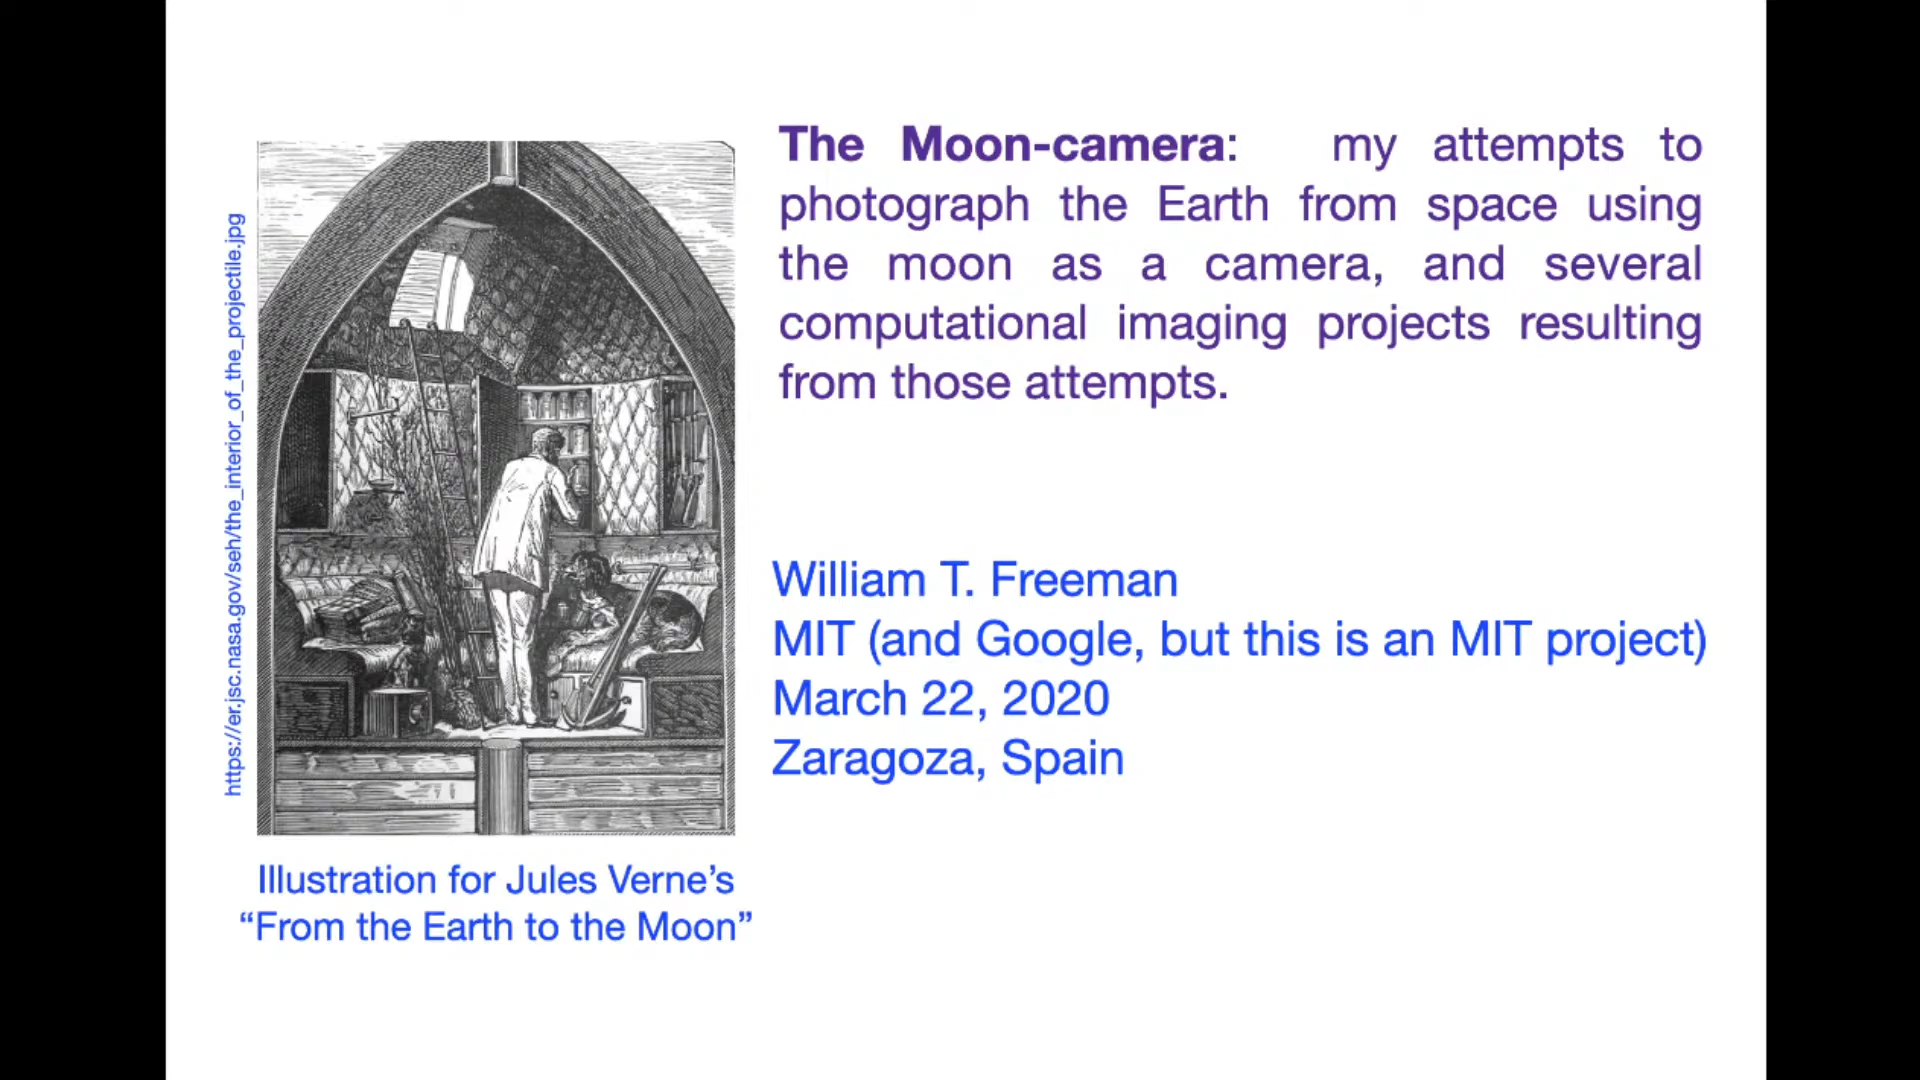 The Moon-camera: my attempts to
photograph the Earth from space using
the moon as a camera, and several
computational imaging projects resulting
from those attempts.
William T. Freeman
MIT (and Google, but this is an MIT project)
March 22, 2020
Zaragoza, Spain
https://er.jsc.nasa.gov/seh/the_interior_of_the_projectile.jpg
Illustration for Jules Verne’s
“From the Earth to the Moon”